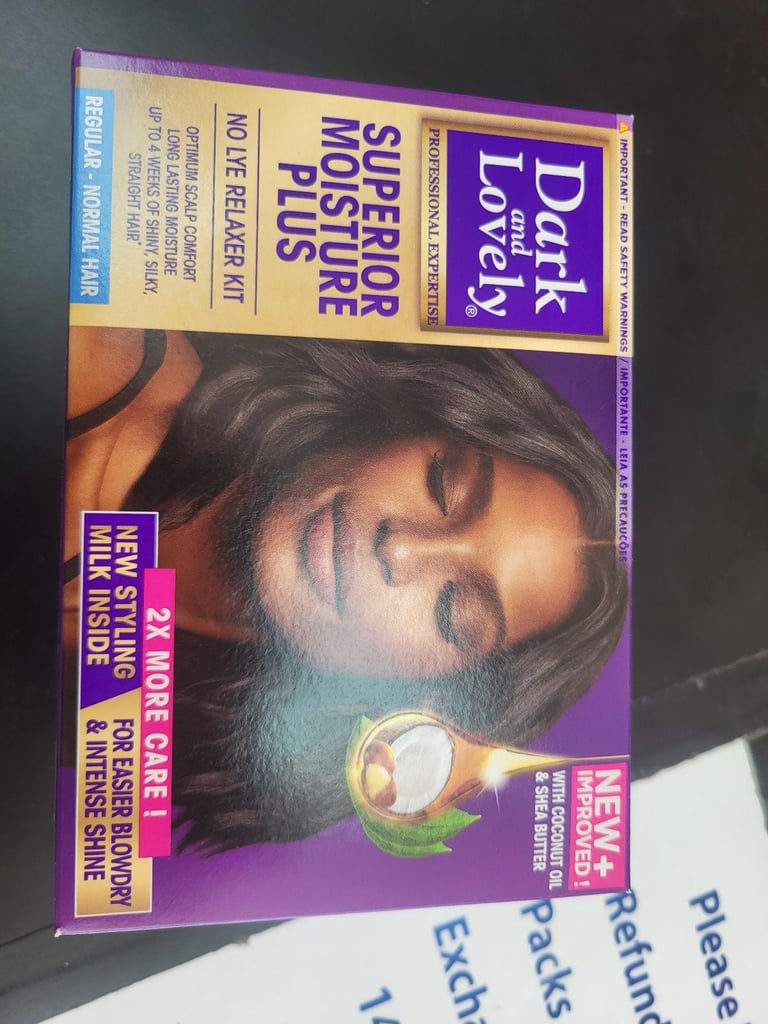 ⚠ IMPORTANT - READ SAFETY WARNINGS / IMPORTANTE - LEIA AS PRECAUCÕES
Dark
and
Lovely®
PROFESSIONAL EXPERTISE
SUPERIOR
MOISTURE
PLUS
NO LYE RELAXER KIT
OPTIMUM SCALP COMFORT
LONG LASTING MOISTURE
UP TO 4 WEEKS OF SHINY, SILKY,
STRAIGHT HAIR*
REGULAR - NORMAL HAIR
NEW+
IMPROVED!
WITH COCONUT OIL
& SHEA BUTTER
2X MORE CARE !
NEW STYLING
MILK INSIDE
FOR EASIER BLOWDRY
& INTENSE SHINE
Please
Refund
Packs
Excha
14